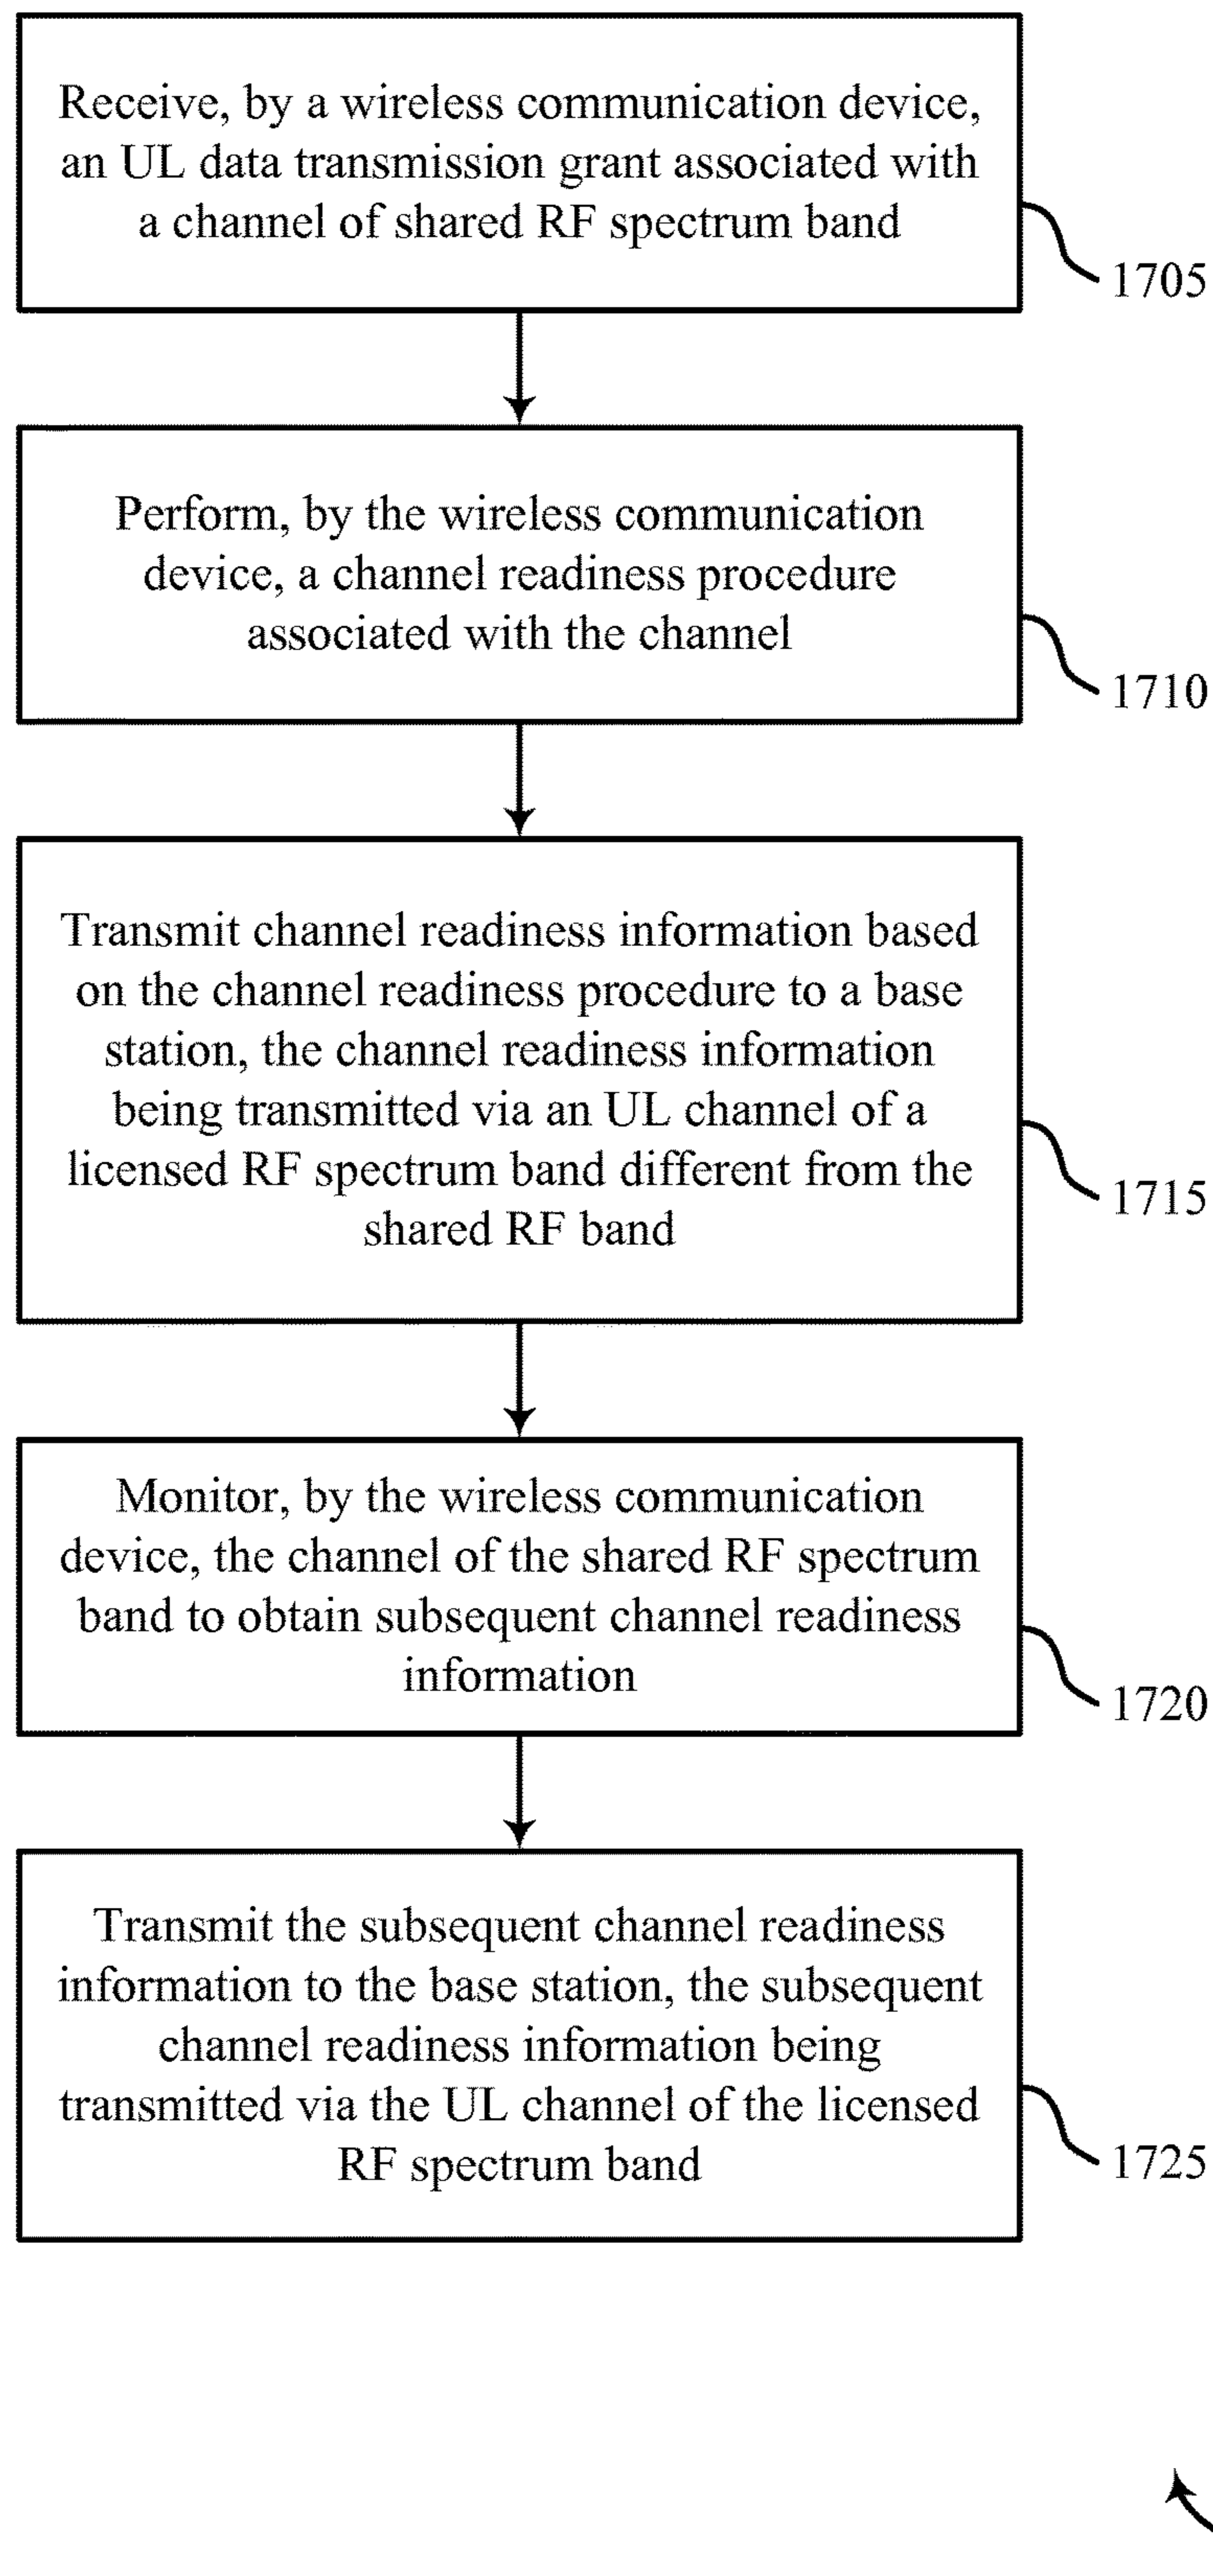 Receive, by a wireless communication device,
an UL data transmission grant associated with
a channel of shared RF spectrum band
1705
Perform, by the wireless communication
device, a channel readiness procedure
associated with the channel
1710
Transmit channel readiness information based
on the channel readiness procedure to a base
station, the channel readiness information
being transmitted via an UL channel of a
licensed RF spectrum band different from the
shared RF band
1715
Monitor, by the wireless communication
device, the channel of the shared RF spectrum
band to obtain subsequent channel readiness
information
1720
Transmit the subsequent channel readiness
information to the base station, the subsequent
channel readiness information being
transmitted via the UL channel of the licensed
RF spectrum band
1725